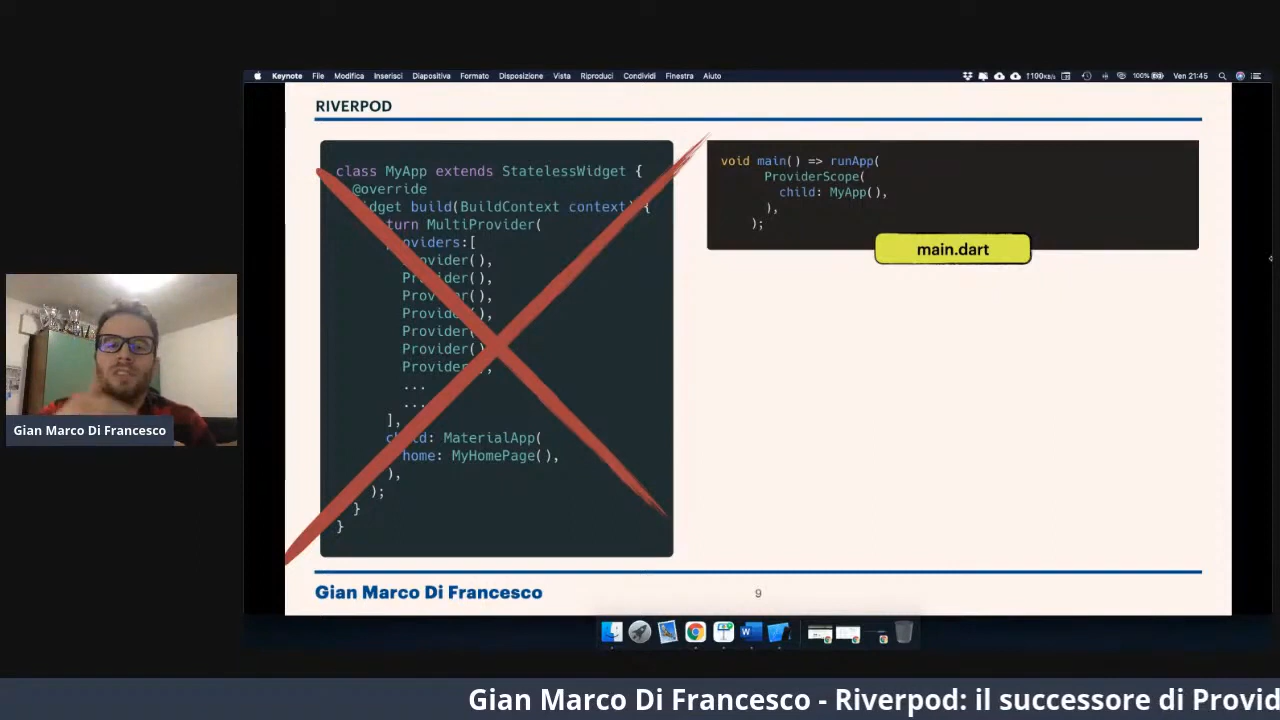 Keynote File Modifica Inserisci Diapositiva Formato Disposizione Vista Riproduci Condividi Finestra Aiuto
100% Ven 21:45
RIVERPOD
class MyApp extends StatelessWidget {
@override
Widget build(BuildContext context) {
return MultiProvider(
providers:[
Provider(),
Provider(),
Provider(),
Provider(),
Provider(),
Provider(),
Provider(),
...
...
],
child: MaterialApp(
home: MyHomePage(),
),
);
}
}
void main() => runApp(
ProviderScope(
child: MyApp(),
),
);
main.dart
Gian Marco Di Francesco
Gian Marco Di Francesco
9
Gian Marco Di Francesco - Riverpod: il successore di Provid